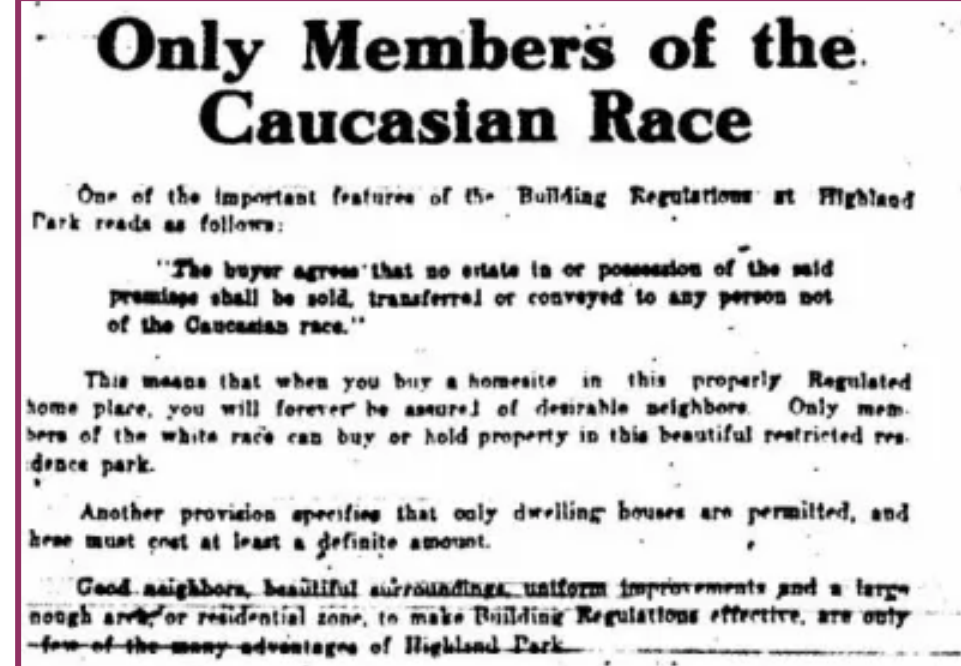 Only Members of the
Caucasian Race
One of the important features of the Building Regulations at Highland
Park reads as follows:
"The buyer agrees that no estate in or possession of the said
premises shall be sold, transferred or conveyed to any person not
of the Caucasian race."
This means that when you buy a homesite in this properly Regulated
home place, you will forever be assured of desirable neighbors. Only mem-
bers of the white race can buy or hold property in this beautiful restricted res-
dence park.
Another provision specifies that only dwelling houses are permitted, and
hese must cost at least a definite amount.
Good neighbors, beautiful surroundings, uniform improvements and a large
nough area, or residential zone, to make Building Regulations effective, are only
few of the many advantages of Highland Park